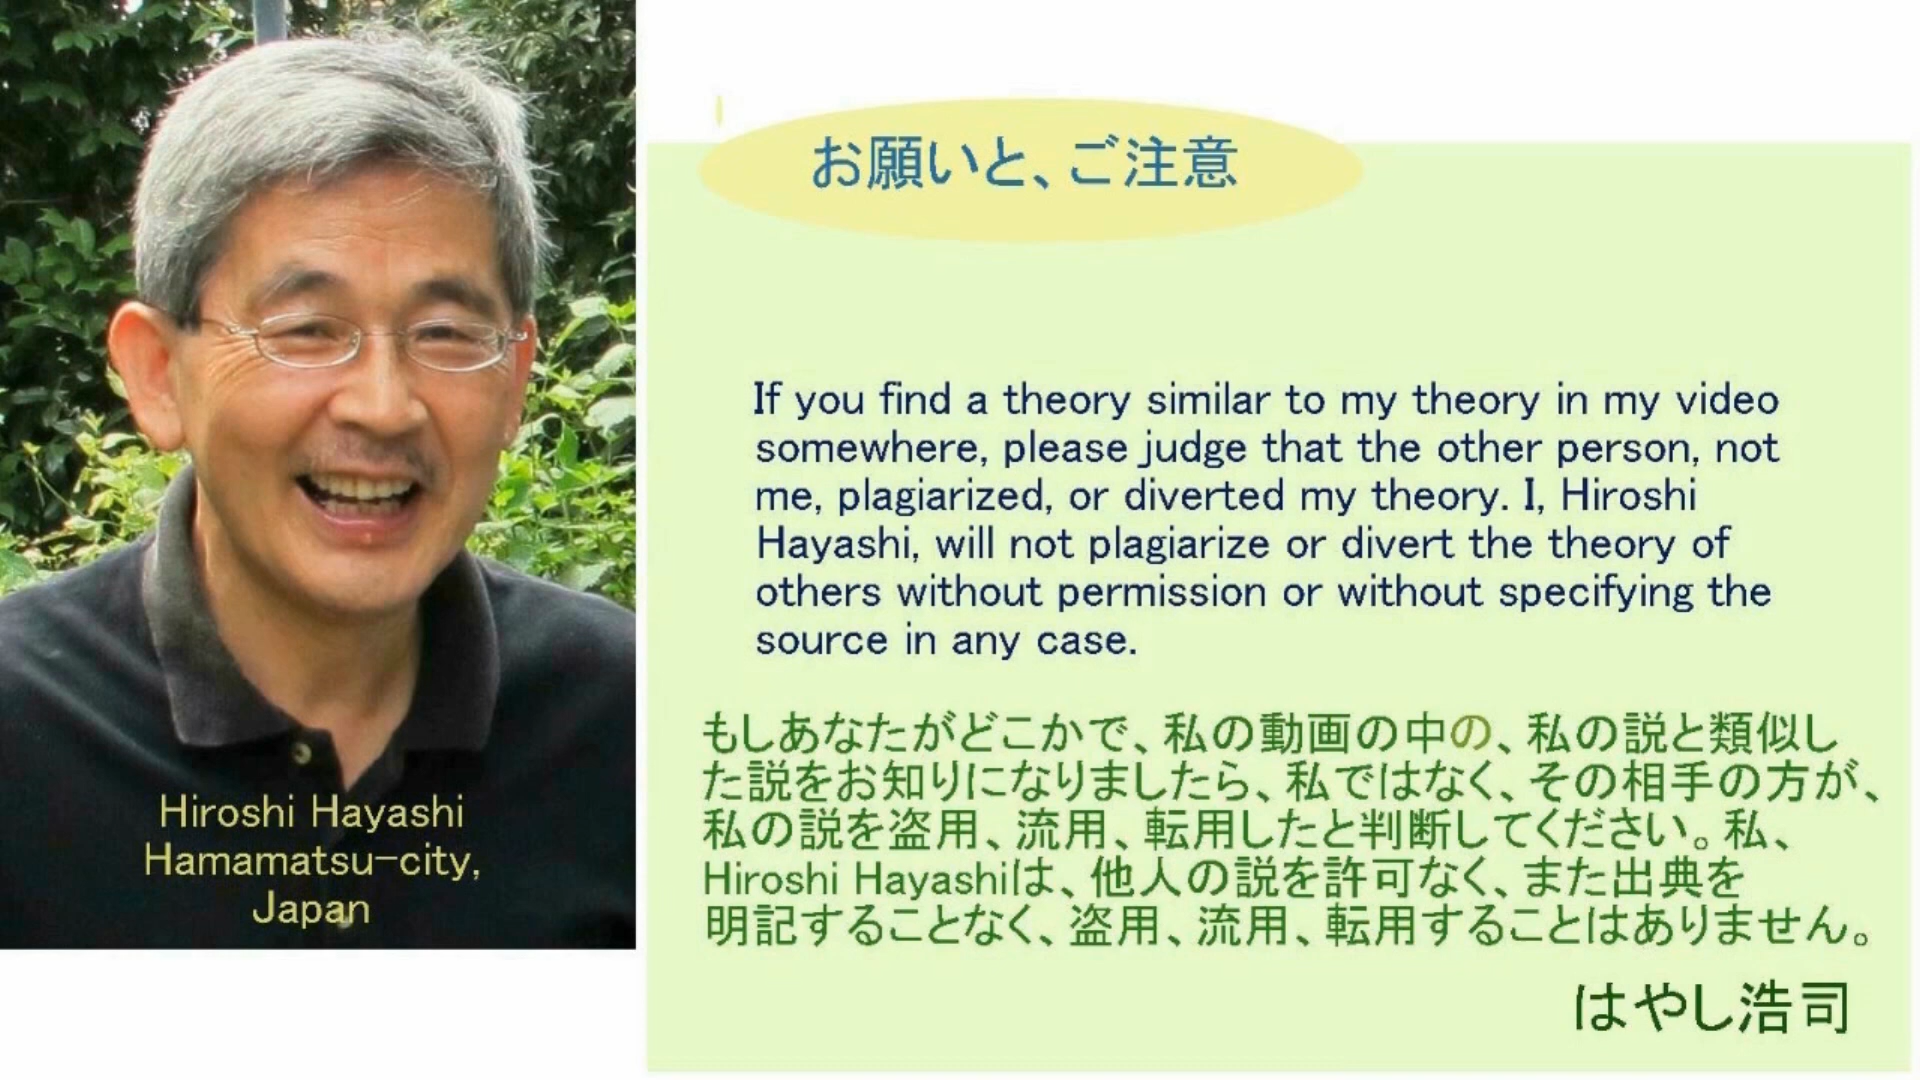 お願いと、ご注意
If you find a theory similar to my theory in my video
somewhere, please judge that the other person, not
me, plagiarized, or diverted my theory. I, Hiroshi
Hayashi, will not plagiarize or divert the theory of
others without permission or without specifying the
source in any case.
もしあなたがどこかで、私の動画の中の、私の説と類似し
た説をお知りになりましたら、私ではなく、その相手の方が、
私の説を盗用、流用、転用したと判断してください。私、
Hiroshi Hayashiは、他人の説を許可なく、また出典を
明記することなく、盗用、流用、転用することはありません。
はやし浩司
Hiroshi Hayashi
Hamamatsu-city,
Japan